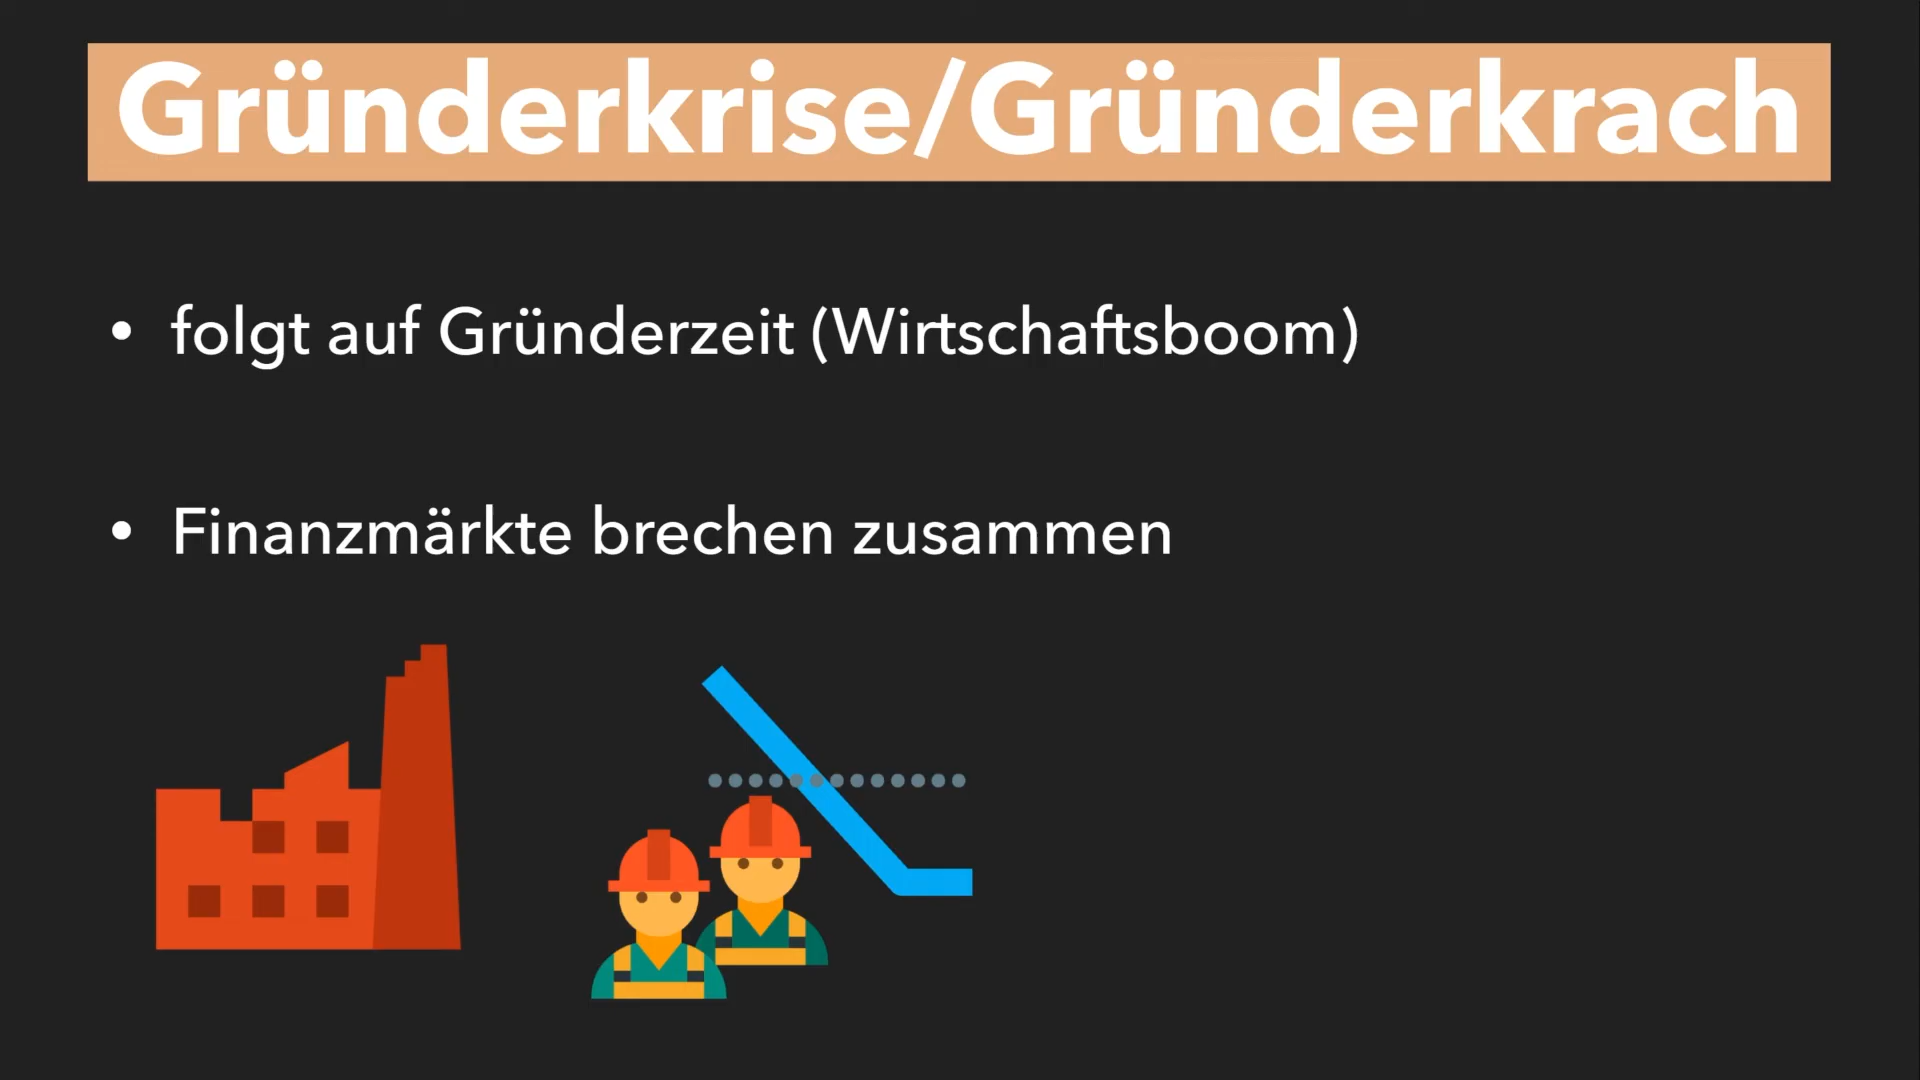 Gründerkrise/Gründerkrach
• folgt auf Gründerzeit (Wirtschaftsboom)
• Finanzmärkte brechen zusammen